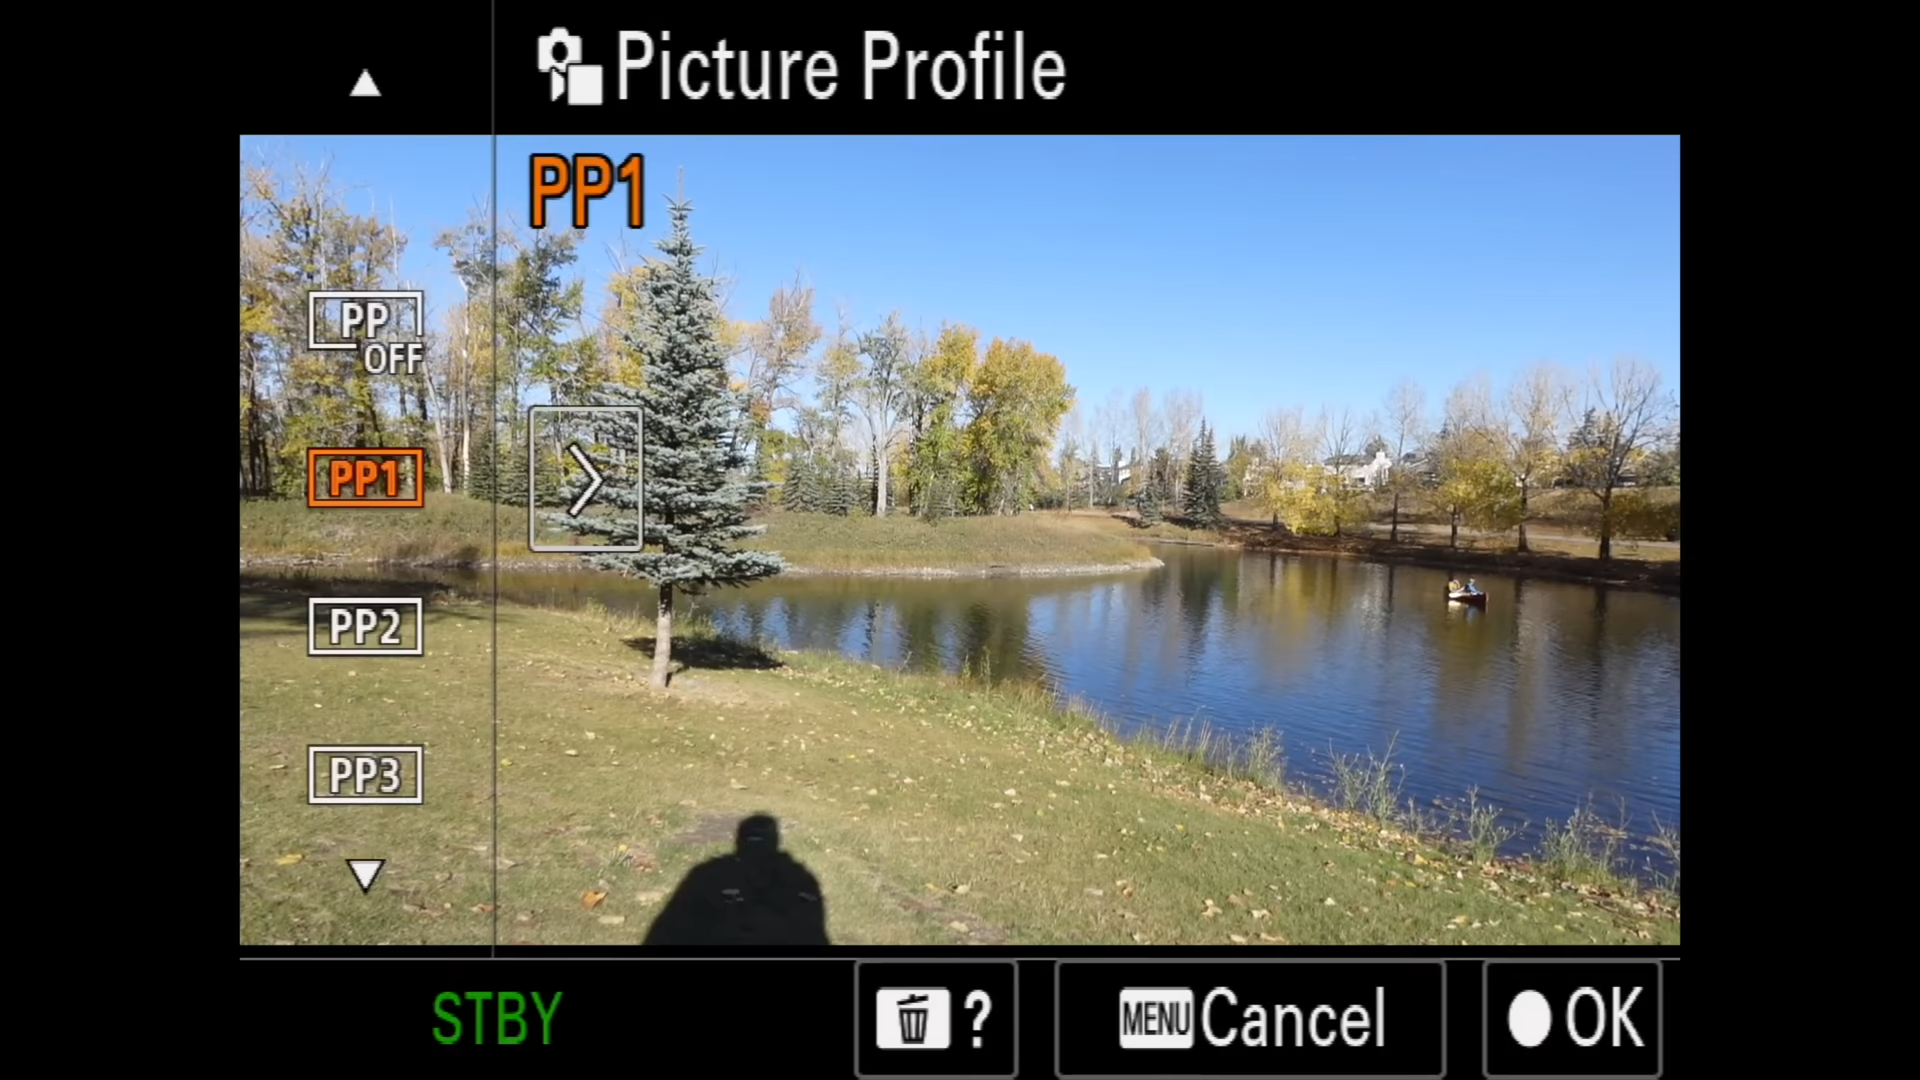 Picture Profile
PP1
PP
OFF
PP1
PP2
PP3
STBY
?
MENU Cancel
OK